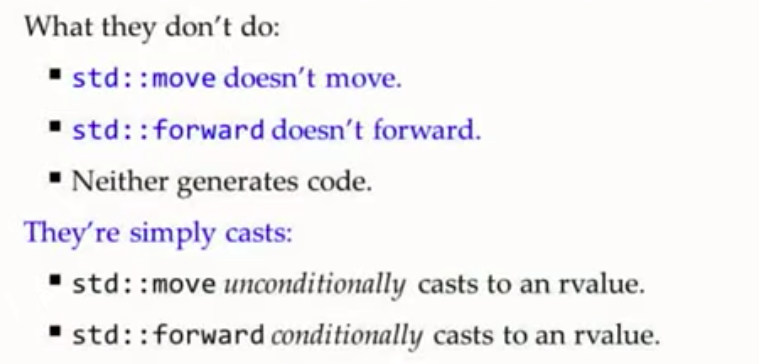 What they don't do:
▪ std::move doesn't move.
▪ std::forward doesn't forward.
▪ Neither generates code.
They're simply casts:
▪ std::move unconditionally casts to an rvalue.
▪ std::forward conditionally casts to an rvalue.